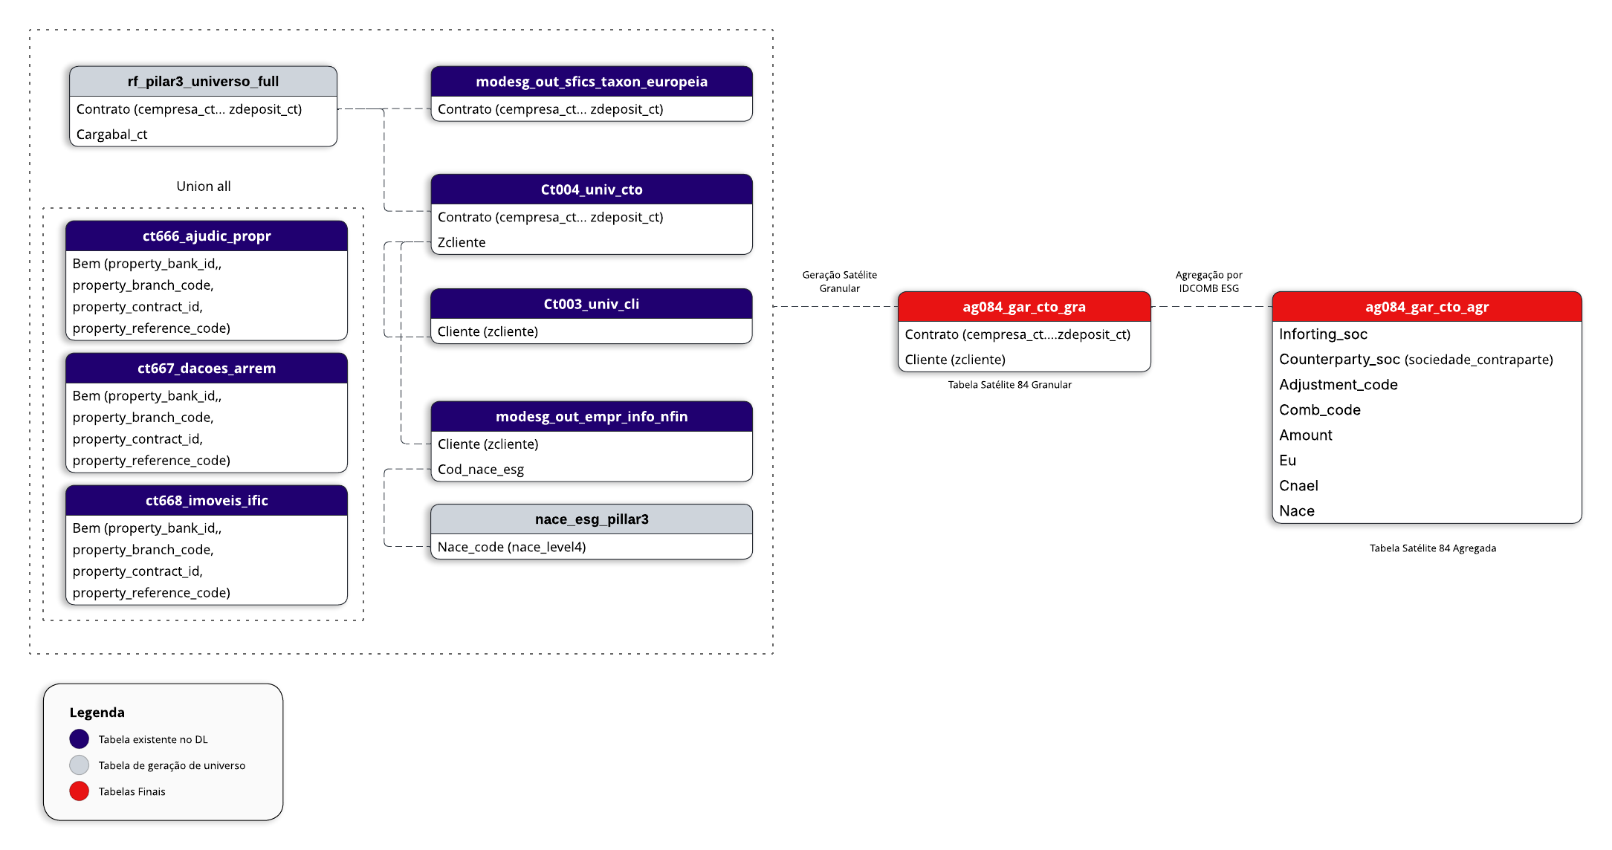 rf_pilar3_universo_full
Contrato (cempresa_ct... zdeposit_ct)
Cargabal_ct
Union all
ct666_ajudic_propr
Bem (property_bank_id,,
property_branch_code,
property_contract_id,
property_reference_code)
ct667_dacoes_arrem
Bem (property_bank_id,,
property_branch_code,
property_contract_id,
property_reference_code)
ct668_imoveis_ific
Bem (property_bank_id,,
property_branch_code,
property_contract_id,
property_reference_code)
modesg_out_sfics_taxon_europeia
Contrato (cempresa_ct... zdeposit_ct)
Ct004_univ_cto
Contrato (cempresa_ct... zdeposit_ct)
Zcliente
Ct003_univ_cli
Cliente (zcliente)
modesg_out_empr_info_nfin
Cliente (zcliente)
Cod_nace_esg
nace_esg_pillar3
Nace_code (nace_level4)
Geração Satélite
Granular
ag084_gar_cto_gra
Contrato (cempresa_ct....zdeposit_ct)
Cliente (zcliente)
Tabela Satélite 84 Granular
Agregação por
IDCOMB ESG
ag084_gar_cto_agr
Inforting_soc
Counterparty_soc (sociedade_contraparte)
Adjustment_code
Comb_code
Amount
Eu
Cnael
Nace
Tabela Satélite 84 Agregada
Legenda
Tabela existente no DL
Tabela de geração de universo
Tabelas Finais